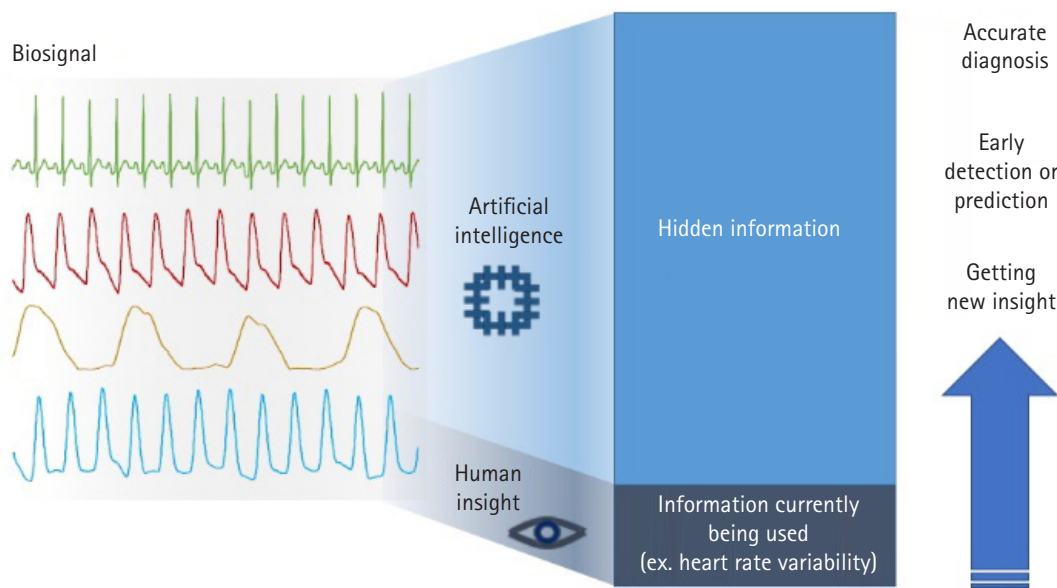 Biosignal
Artificial
intelligence
Human
insight
Hidden information
Information currently
being used
(ex. heart rate variability)
Accurate
diagnosis
Early
detection or
prediction
Getting
new insight